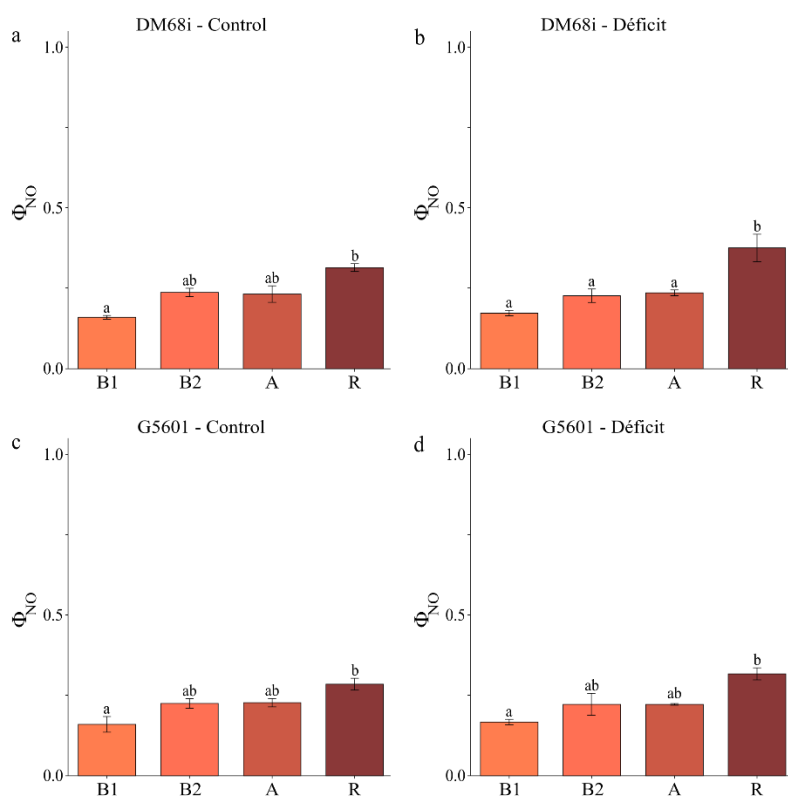 a
DM68i - Control
1.0
0.5
0.0
ΦNO
a
ab
ab
b
B1
B2
A
R
b
DM68i - Déficit
1.0
0.5
0.0
ΦNO
a
a
a
b
B1
B2
A
R
c
G5601 - Control
1.0
0.5
0.0
ΦNO
a
ab
ab
b
B1
B2
A
R
d
G5601 - Déficit
1.0
0.5
0.0
ΦNO
a
ab
ab
b
B1
B2
A
R